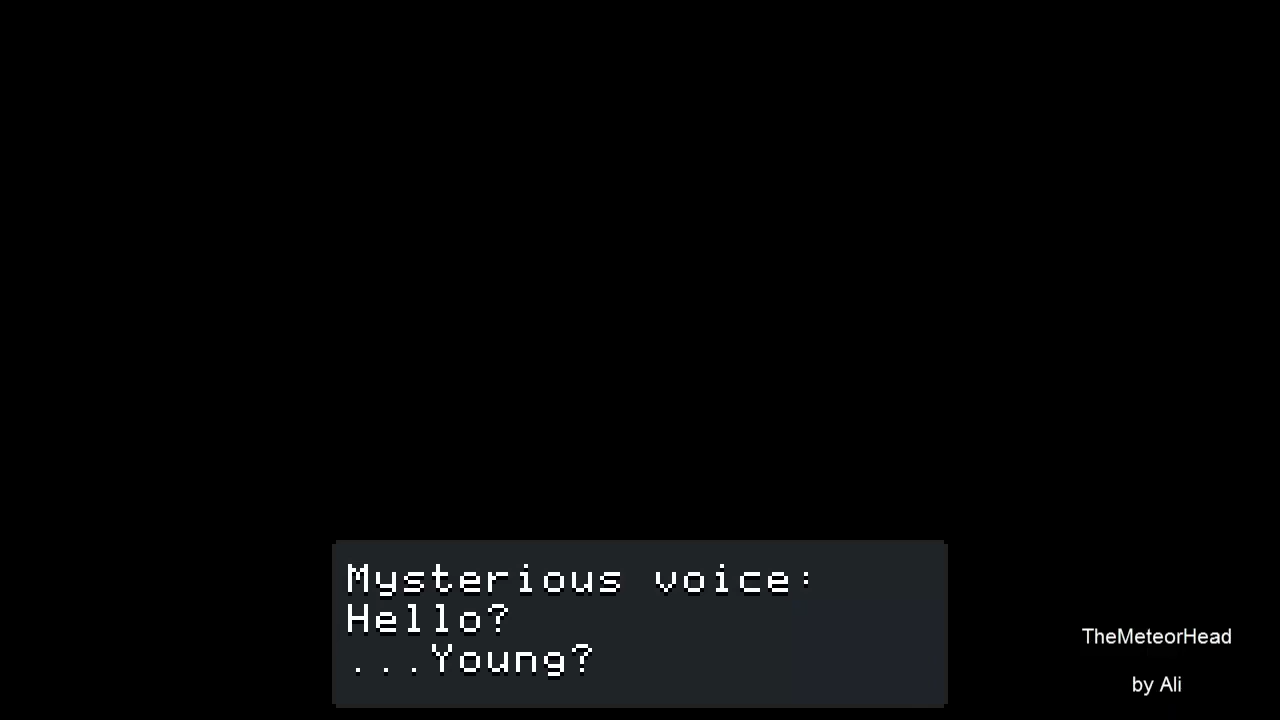 Mysterious voice:
Hello?
...Young?
TheMeteorHead
by Ali